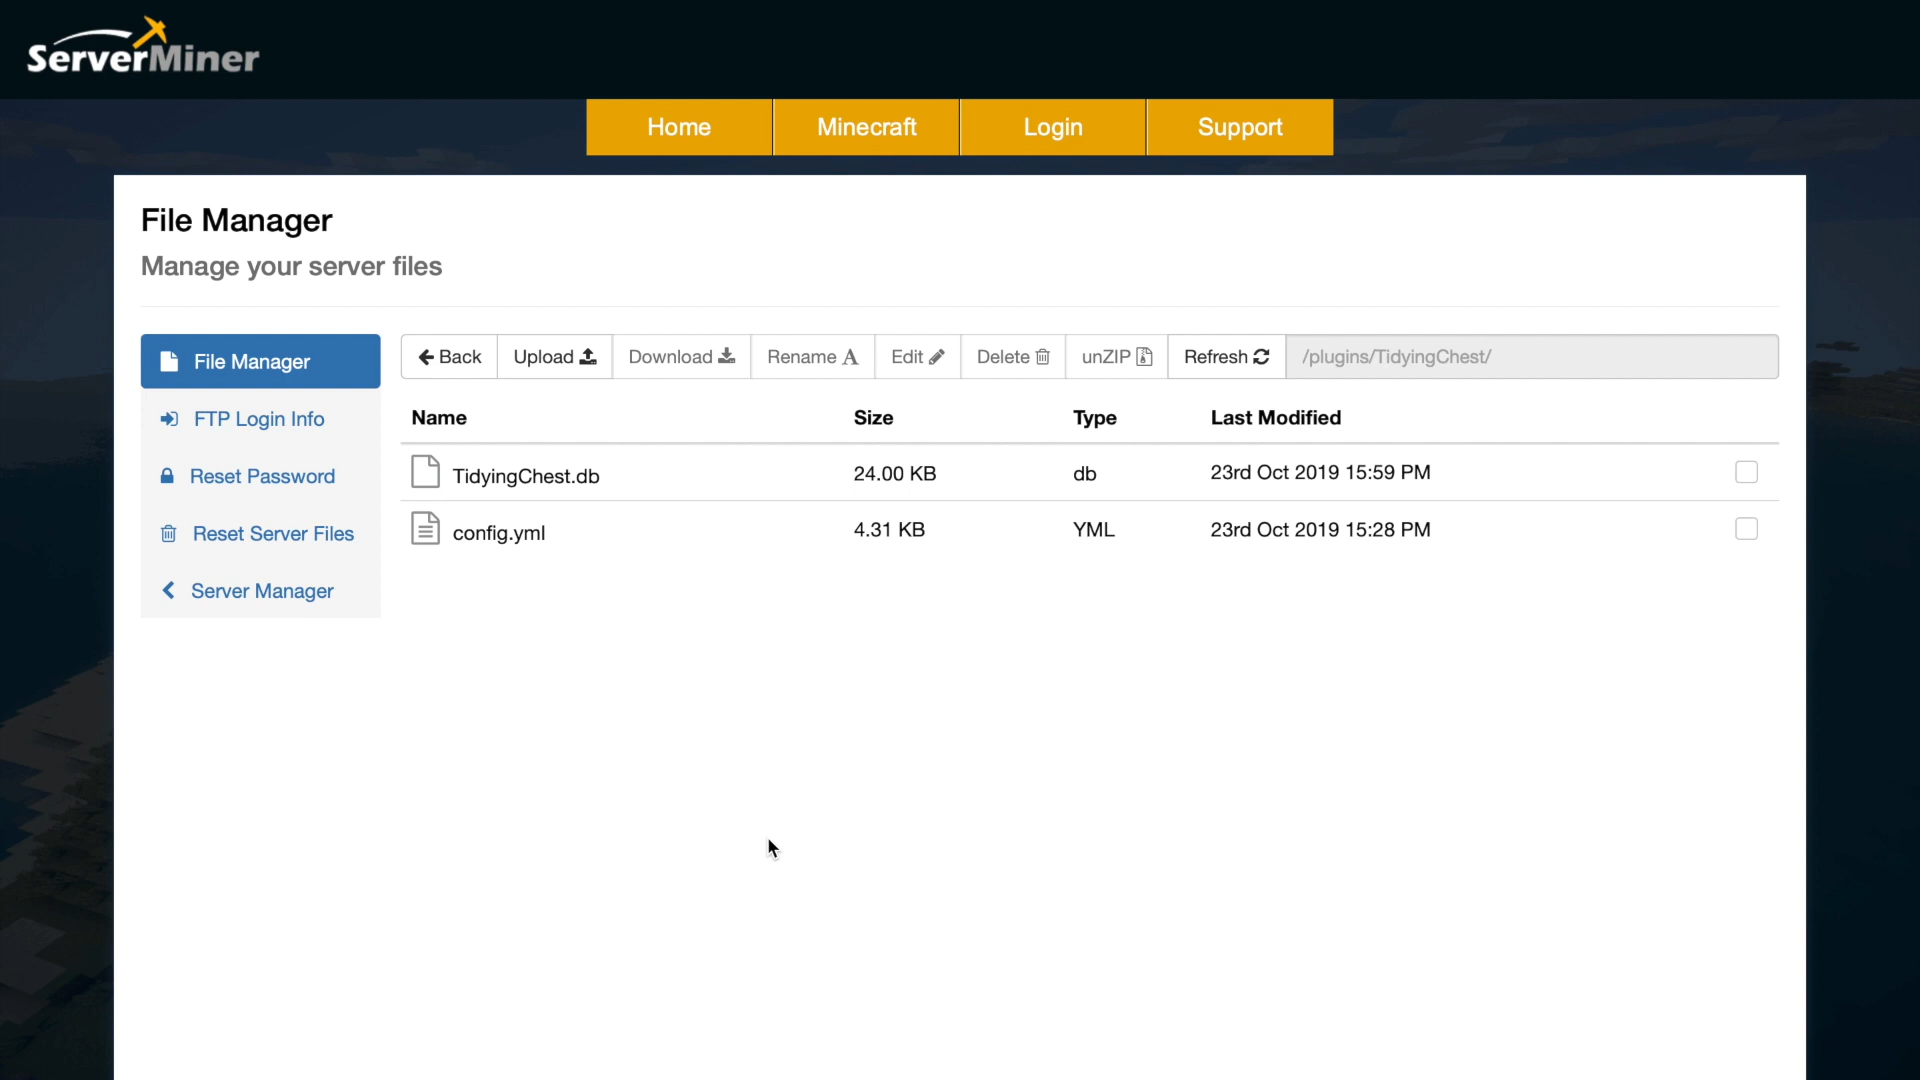 ServerMiner
Home Minecraft Login Support
File Manager
Manage your server files
File Manager
FTP Login Info
Reset Password
Reset Server Files
Server Manager
Back Upload Download Rename A Edit Delete unZIP Refresh /plugins/TidyingChest/
Name Size Type Last Modified
TidyingChest.db 24.00 KB db 23rd Oct 2019 15:59 PM
config.yml 4.31 KB YML 23rd Oct 2019 15:28 PM